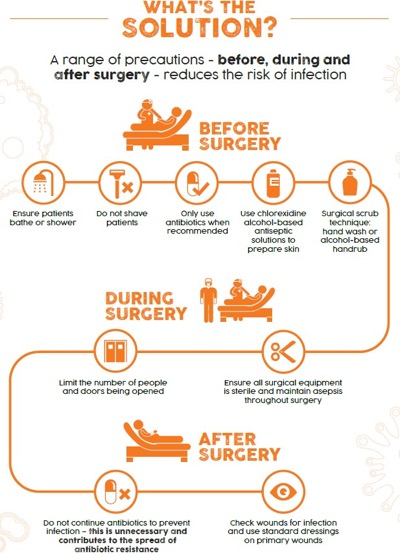 WHAT'S THE
SOLUTION?
A range of precautions - before, during and
after surgery - reduces the risk of infection
BEFORE
SURGERY
Ensure patients
bathe or shower
Do not shave
patients
Only use
antibiotics when
recommended
Use chlorexidine
alcohol-based
antiseptic
solutions to
prepare skin
Surgical scrub
technique:
hand wash or
alcohol-based
handrub
DURING
SURGERY
Limit the number of people
and doors being opened
Ensure all surgical equipment
is sterile and maintain asepsis
throughout surgery
AFTER
SURGERY
Do not continue antibiotics to prevent
infection - this is unnecessary and
contributes to the spread of
antibiotic resistance
Check wounds for infection
and use standard dressings
on primary wounds